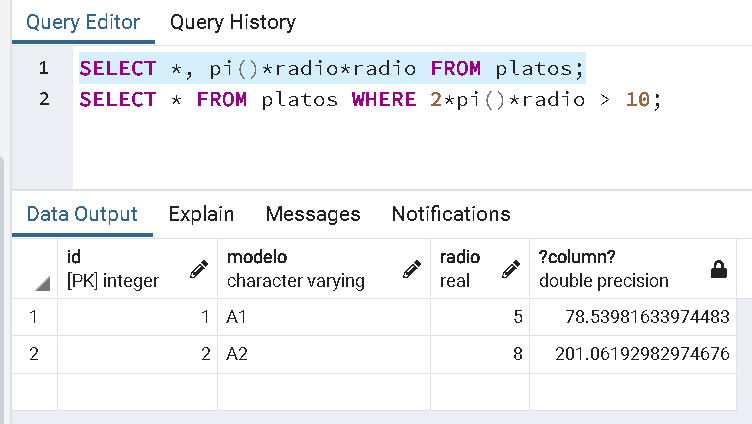 Query Editor Query History
1 SELECT *, pi()*radio*radio FROM platos;
2 SELECT * FROM platos WHERE 2*pi()*radio > 10;
Data Output Explain Messages Notifications
id modelo radio ?column?
[PK] integer character varying real double precision
1 1 A1 5 78.53981633974483
2 2 A2 8 201.06192982974676